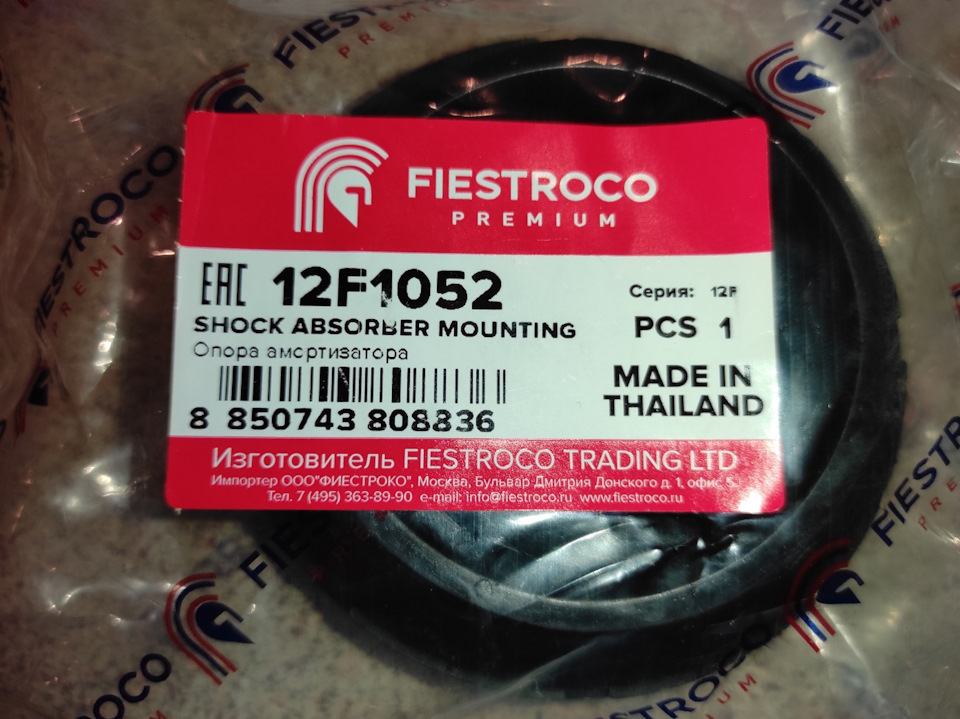 FIESTROCO
PREMIUM
EAC 12F1052
SHOCK ABSORBER MOUNTING
Опора амортизатора
8 850743 808836
Серия: 12F
PCS 1
MADE IN
THAILAND
Изготовитель FIESTROCO TRADING LTD
Импортер ООО"ФИЕСТРОКО", Москва, Бульвар Дмитрия Донского д. 1, офис 5.
Тел. 7 (495) 363-89-90 e-mail: info@fiestroco.ru www.fiestroco.ru
FIESTROCO
PREMIUM
FIESTROCO